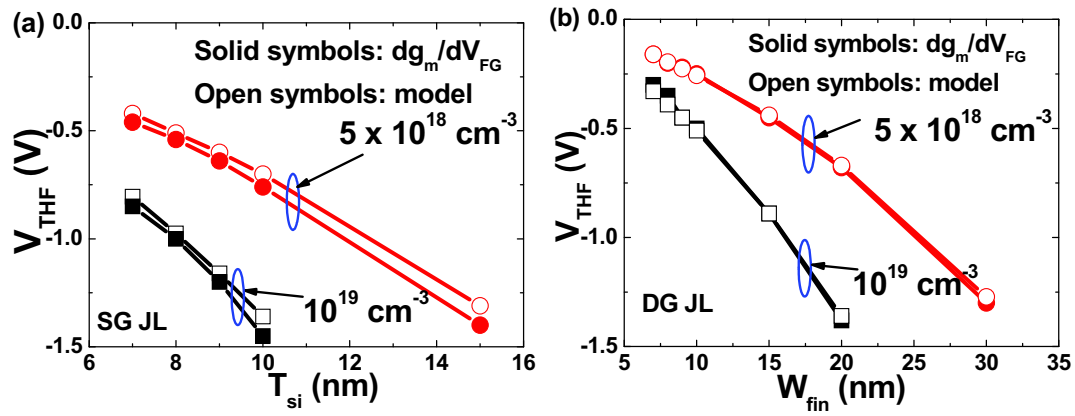 (a)
0.0
-0.5
-1.0
-1.5
V_THF (V)
Solid symbols: dg_m/dV_FG
Open symbols: model
5 x 10^18 cm^-3
10^19 cm^-3
SG JL
6 8 10 12 14 16
T_si (nm)
(b)
0.0
-0.5
-1.0
-1.5
V_THF (V)
Solid symbols: dg_m/dV_FG
Open symbols: model
5 x 10^18 cm^-3
10^19 cm^-3
DG JL
5 10 15 20 25 30 35
W_fin (nm)